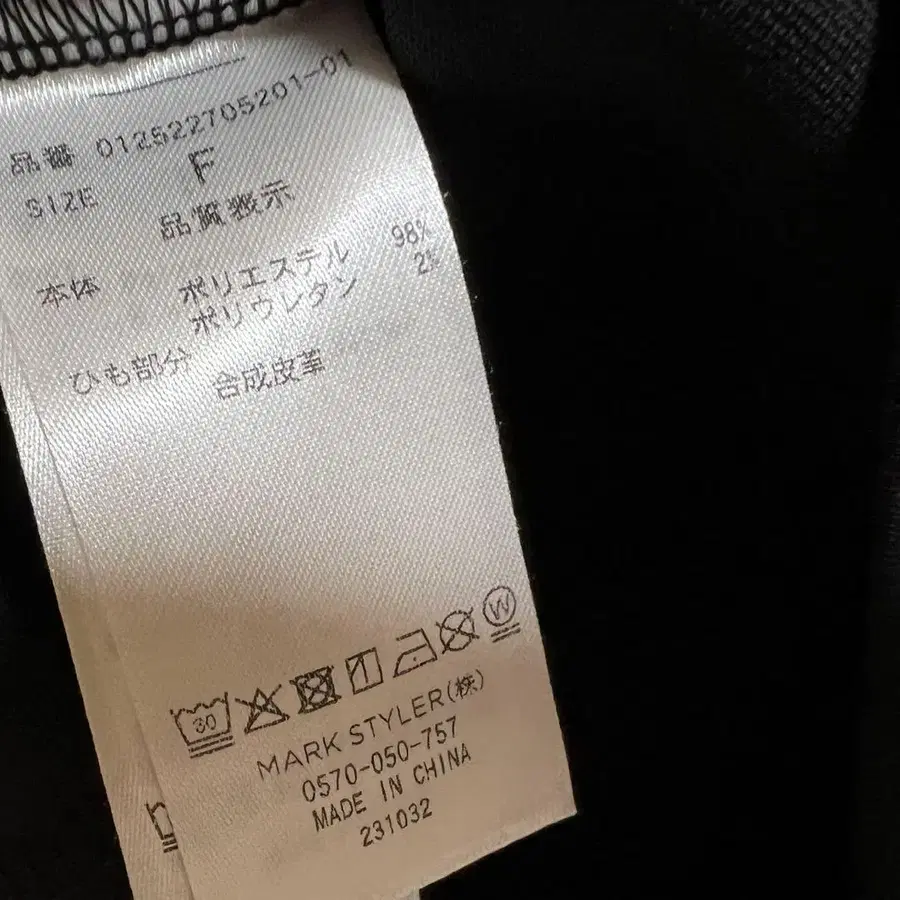 品番 012522705201-01
SIZE F
品質表示
本体 ポリエステル 98%
ポリウレタン 2%
ひも部分 合成皮革
30 W
MARK STYLER(株)
0570-050-757
MADE IN CHINA
231032